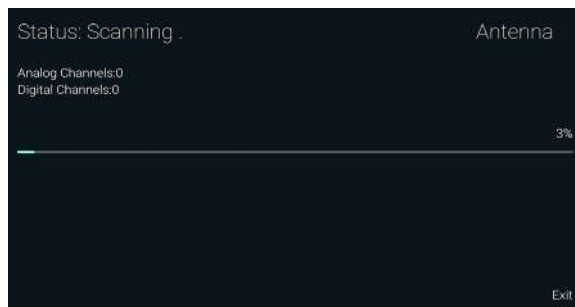 Status: Scanning .
Antenna
Analog Channels:0
Digital Channels:0
3%
Exit